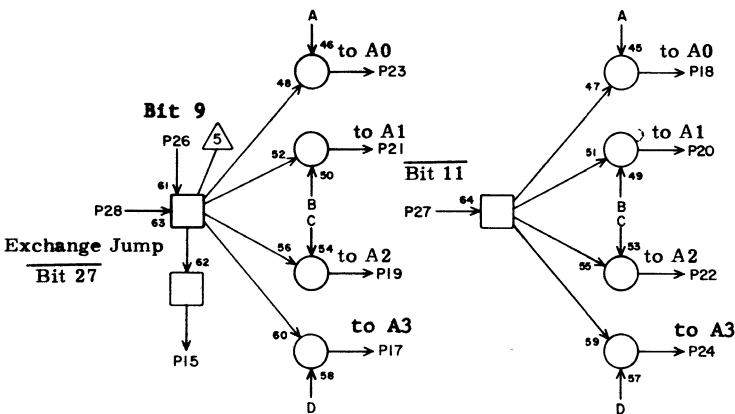 A A
46 to A0 45 to A0
P23 P18
48 47
Bit 9
P26 5
to A1 to A1
52 P21 51 P20
50 49
Bit 11
61
P28 63 P27 64
B B
C C
Exchange Jump
Bit 27
62
56 54 to A2 55 53 to A2
P19 P22
P15
to A3 to A3
60 P17 59 P24
58 57
D D